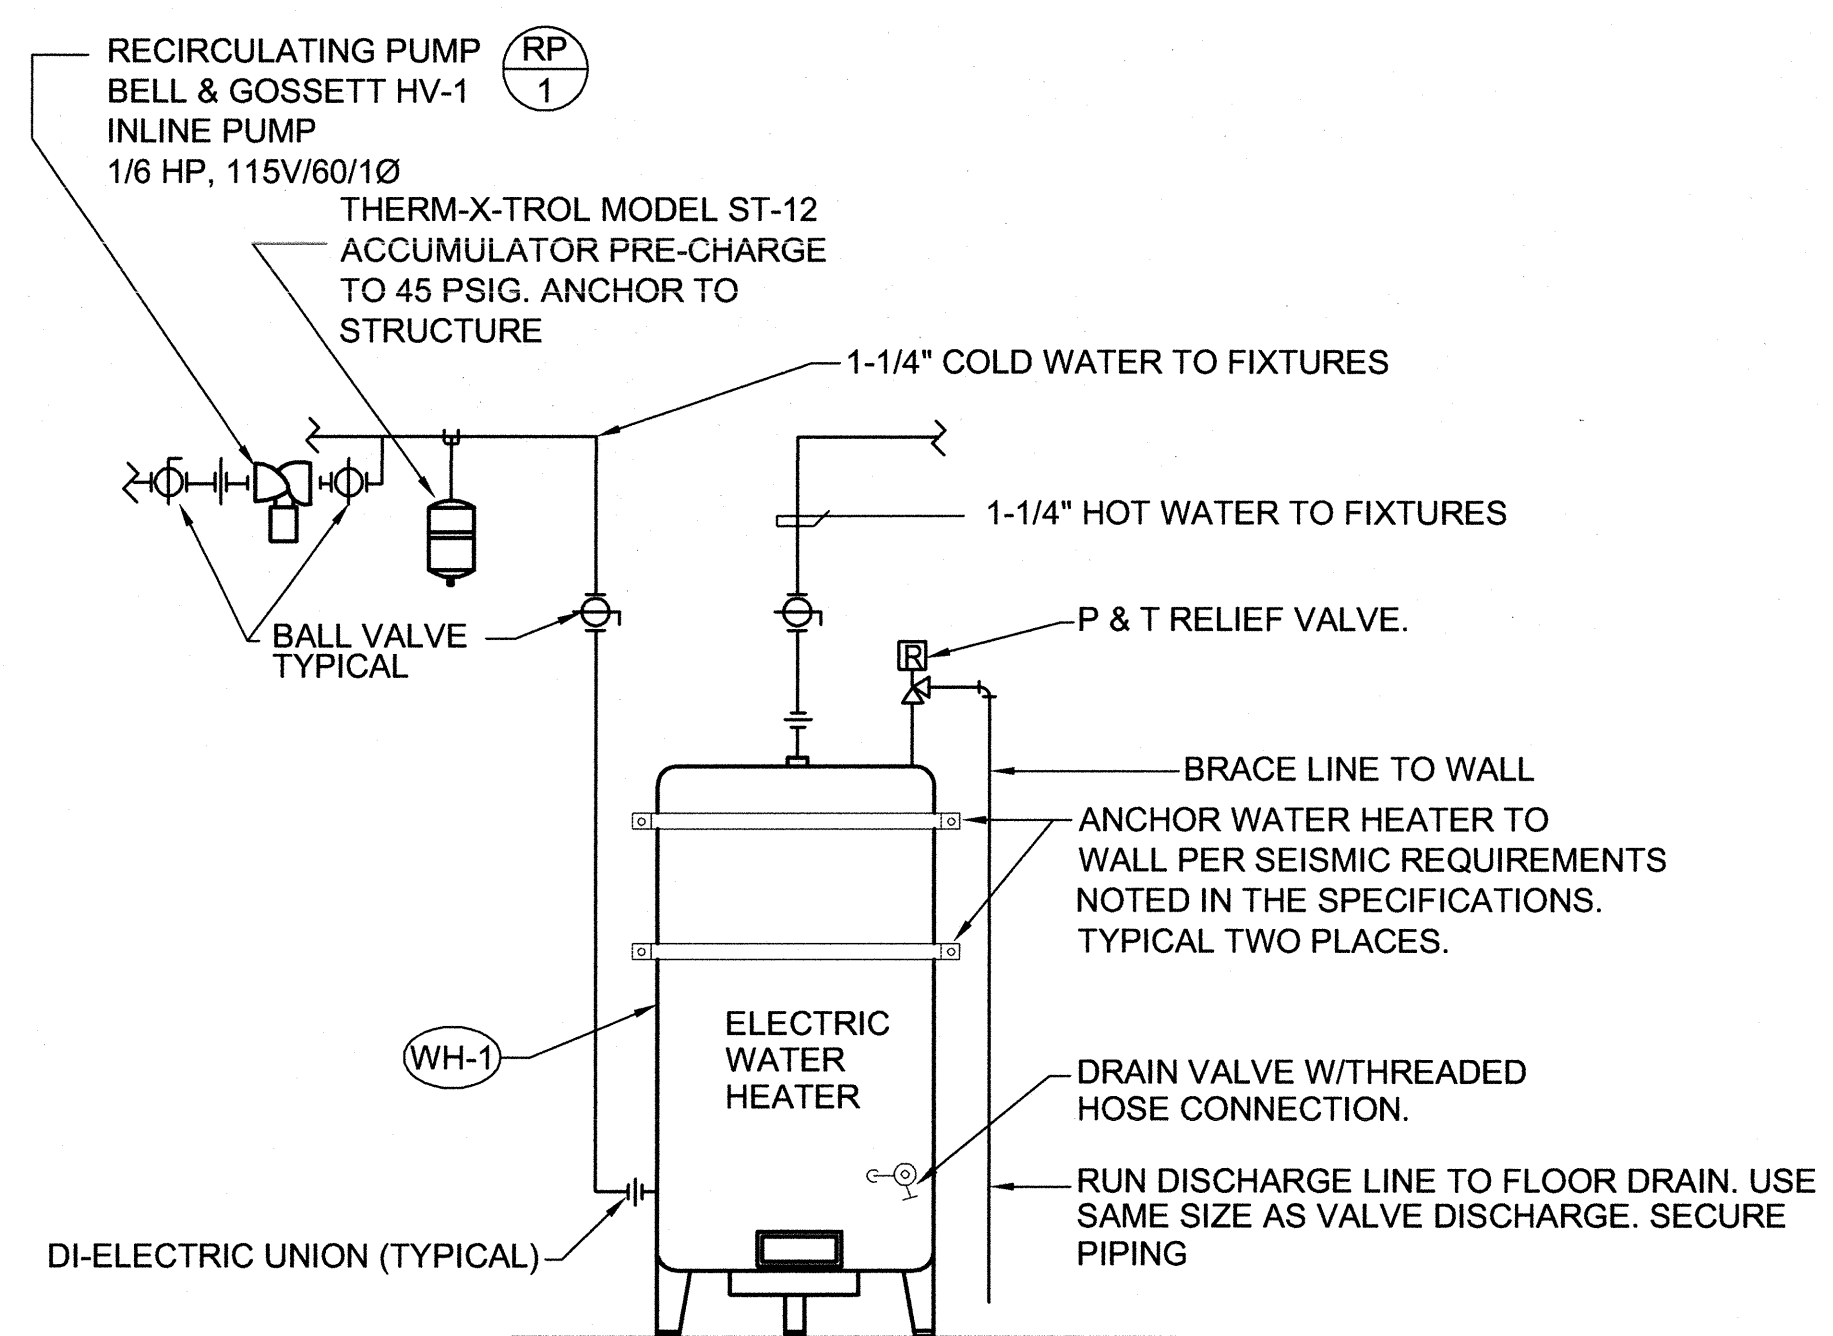 RECIRCULATING PUMP
BELL & GOSSETT HV-1
INLINE PUMP
1/6 HP, 115V/60/1Ø
RP
1
THERM-X-TROL MODEL ST-12
ACCUMULATOR PRE-CHARGE
TO 45 PSIG. ANCHOR TO
STRUCTURE
1-1/4" COLD WATER TO FIXTURES
1-1/4" HOT WATER TO FIXTURES
BALL VALVE
TYPICAL
P & T RELIEF VALVE.
R
BRACE LINE TO WALL
ANCHOR WATER HEATER TO
WALL PER SEISMIC REQUIREMENTS
NOTED IN THE SPECIFICATIONS.
TYPICAL TWO PLACES.
WH-1
ELECTRIC
WATER
HEATER
DRAIN VALVE W/THREADED
HOSE CONNECTION.
RUN DISCHARGE LINE TO FLOOR DRAIN. USE
SAME SIZE AS VALVE DISCHARGE. SECURE
PIPING
DI-ELECTRIC UNION (TYPICAL)